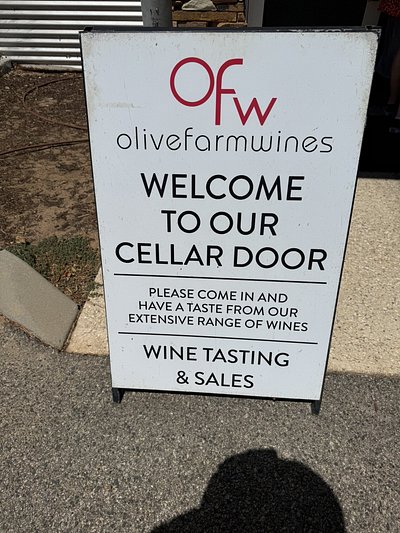 OFw
olivefarmwines
WELCOME
TO OUR
CELLAR DOOR
PLEASE COME IN AND
HAVE A TASTE FROM OUR
EXTENSIVE RANGE OF WINES
WINE TASTING
& SALES